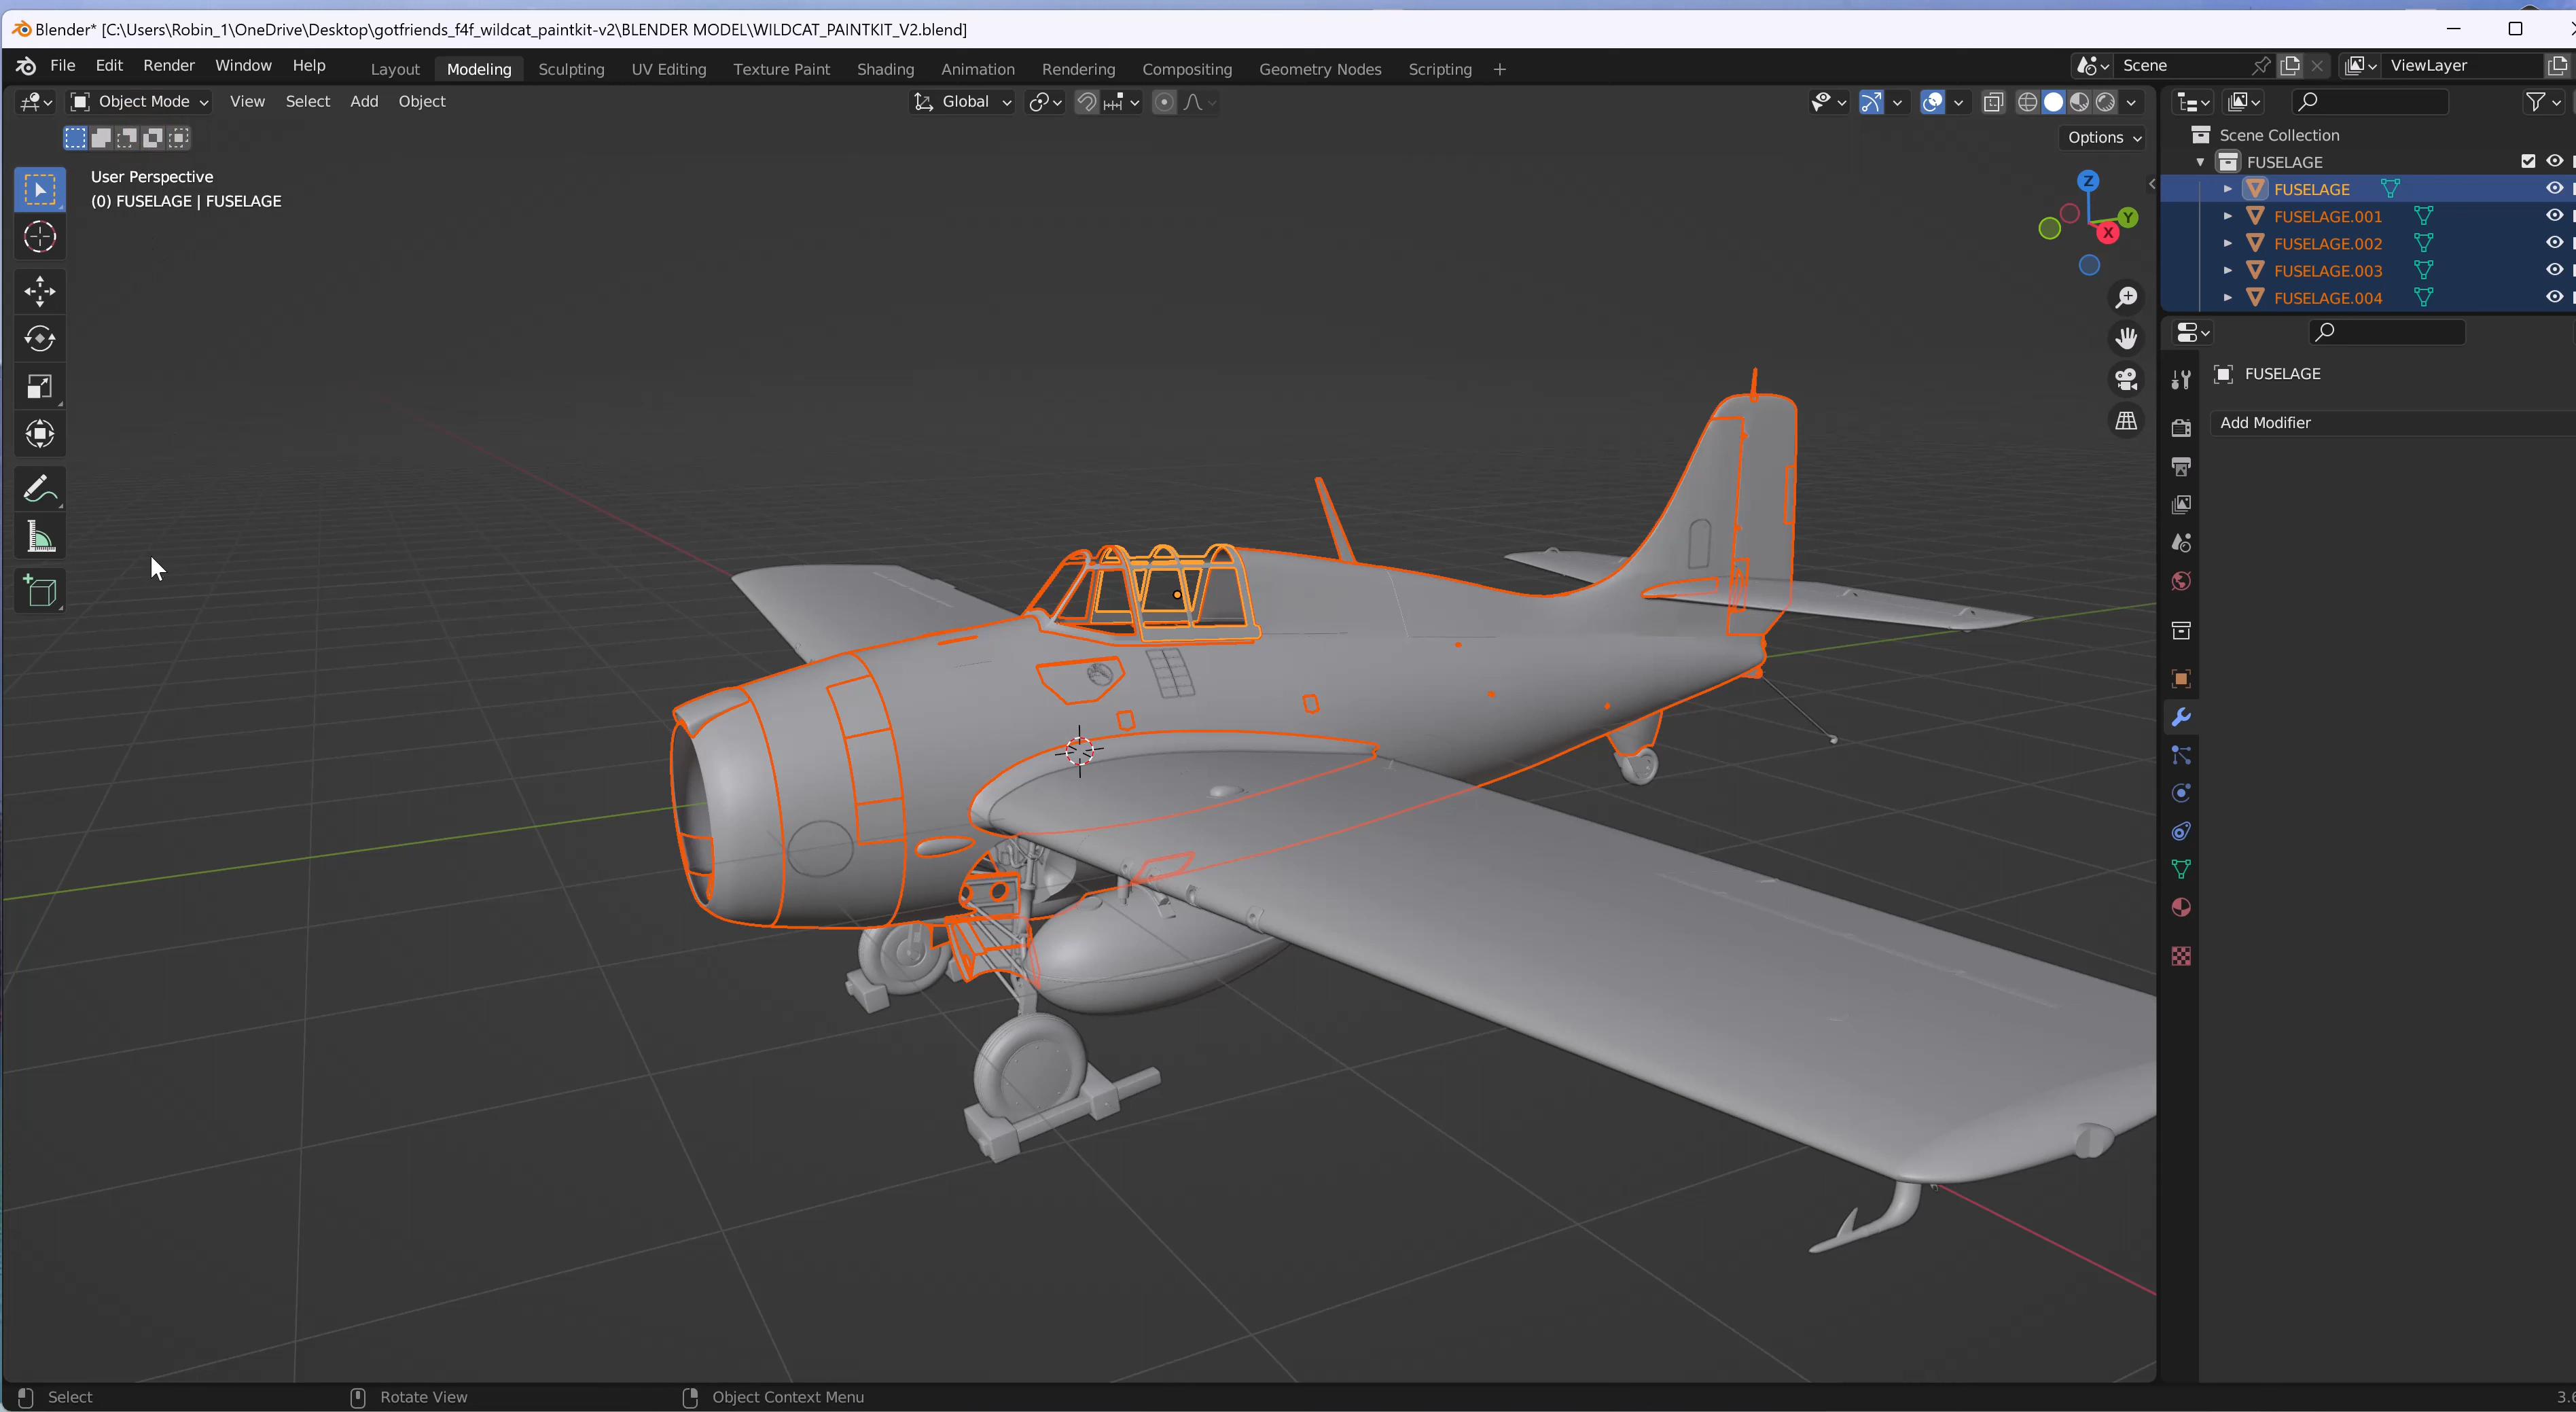 Blender* [C:\Users\Robin_1\OneDrive\Desktop\gotfriends_f4f_wildcat_paintkit-v2\BLENDER MODEL\WILDCAT_PAINTKIT_V2.blend]
File Edit Render Window Help Layout Modeling Sculpting UV Editing Texture Paint Shading Animation Rendering Compositing Geometry Nodes Scripting + Scene ViewLayer
Object Mode View Select Add Object Global
Options
User Perspective
(0) FUSELAGE | FUSELAGE
Z
Y
X
Scene Collection
FUSELAGE
FUSELAGE
FUSELAGE.001
FUSELAGE.002
FUSELAGE.003
FUSELAGE.004
FUSELAGE
Add Modifier
Select Rotate View Object Context Menu